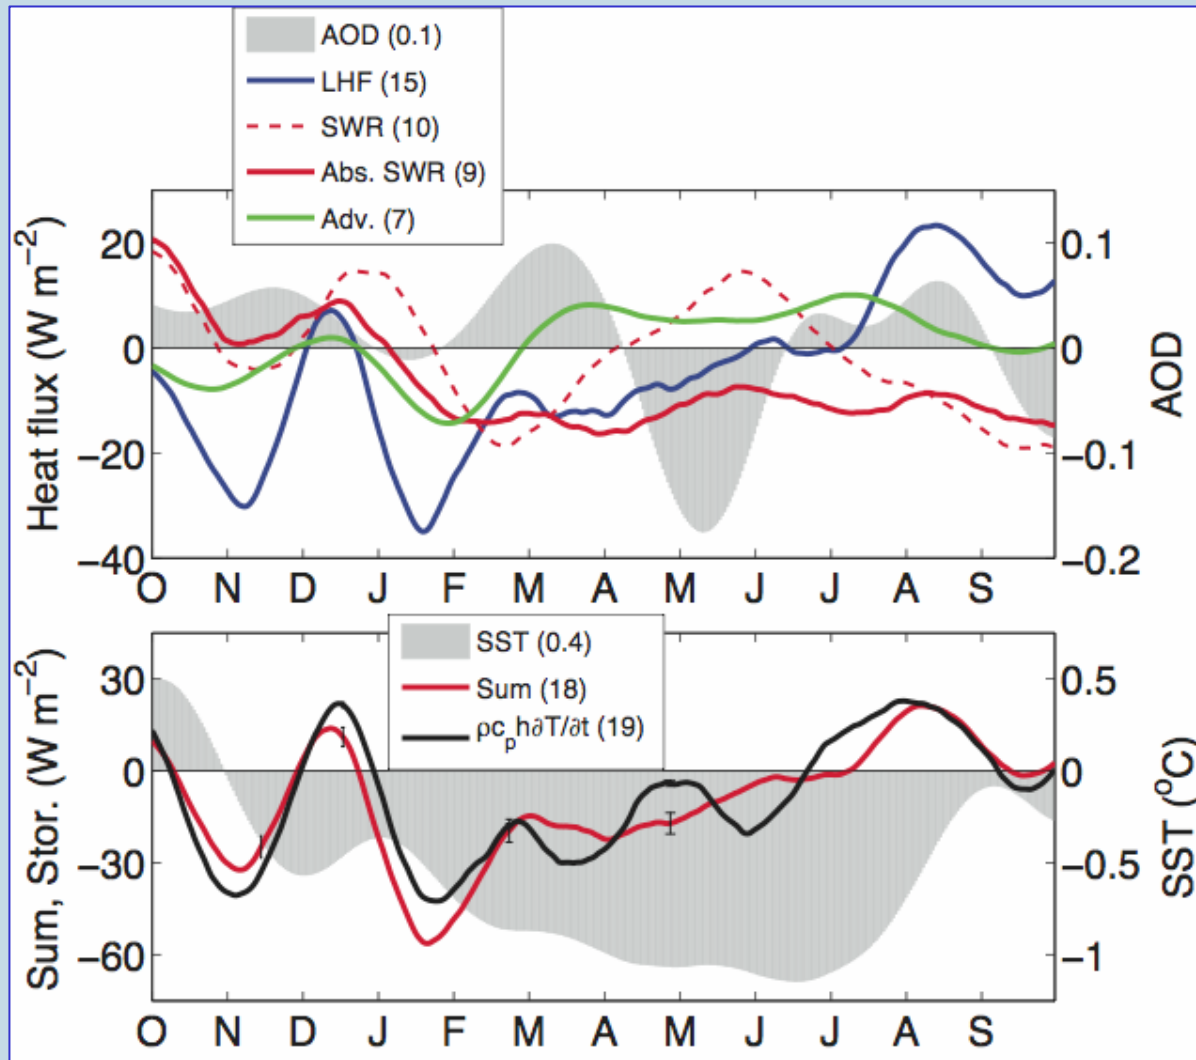 AOD (0.1)
LHF (15)
SWR (10)
Abs. SWR (9)
Adv. (7)
Heat flux (W m⁻²)
20
0
−20
−40
0.1
0
−0.1
−0.2
AOD
O N D J F M A M J J A S
SST (0.4)
Sum (18)
ρcₚh∂T/∂t (19)
Sum, Stor. (W m⁻²)
30
0
−30
−60
0.5
0
−0.5
−1
SST (°C)
O N D J F M A M J J A S